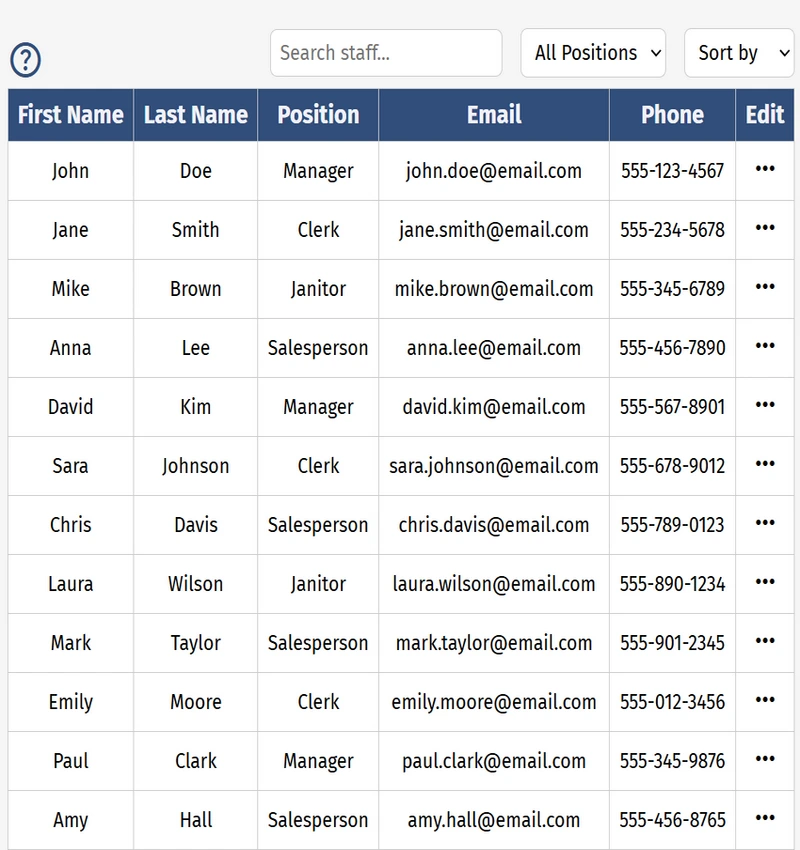 ? Search staff... All Positions Sort by
First Name Last Name Position Email Phone Edit
John Doe Manager john.doe@email.com 555-123-4567 •••
Jane Smith Clerk jane.smith@email.com 555-234-5678 •••
Mike Brown Janitor mike.brown@email.com 555-345-6789 •••
Anna Lee Salesperson anna.lee@email.com 555-456-7890 •••
David Kim Manager david.kim@email.com 555-567-8901 •••
Sara Johnson Clerk sara.johnson@email.com 555-678-9012 •••
Chris Davis Salesperson chris.davis@email.com 555-789-0123 •••
Laura Wilson Janitor laura.wilson@email.com 555-890-1234 •••
Mark Taylor Salesperson mark.taylor@email.com 555-901-2345 •••
Emily Moore Clerk emily.moore@email.com 555-012-3456 •••
Paul Clark Manager paul.clark@email.com 555-345-9876 •••
Amy Hall Salesperson amy.hall@email.com 555-456-8765 •••